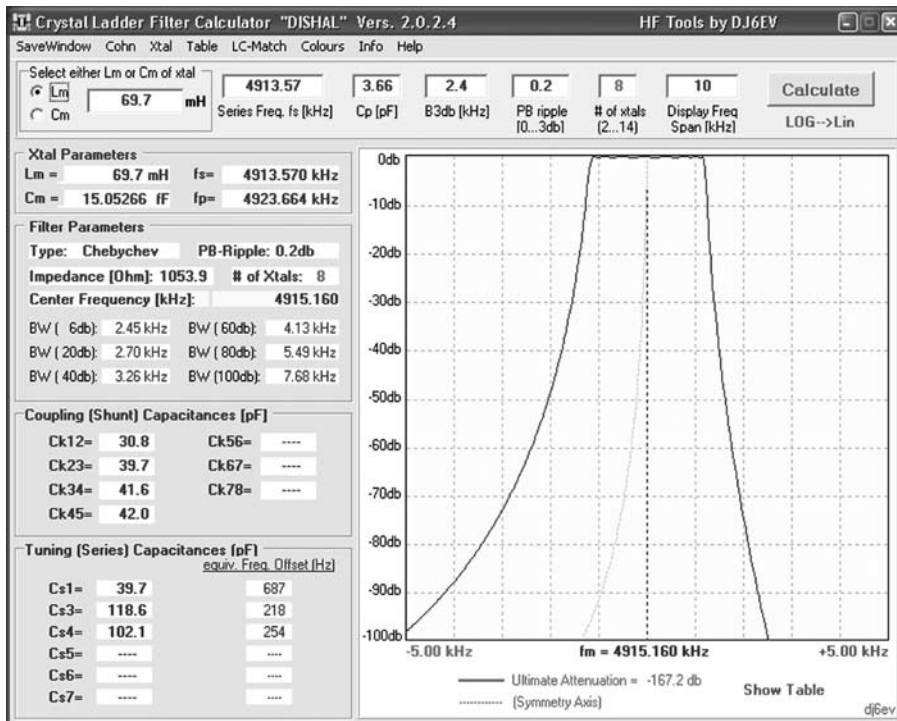 Crystal Ladder Filter Calculator "DISHAL" Vers. 2.0.2.4 HF Tools by DJ6EV
SaveWindow Cohn Xtal Table LC-Match Colours Info Help
Select either Lm or Cm of xtal
Lm
Cm
69.7 mH
4913.57
Series Freq. fs [kHz]
3.66
Cp [pF]
2.4
B3db [kHz]
0.2
PB ripple
[0...3db]
8
# of xtals
(2...14)
10
Display Freq
Span [kHz]
Calculate
LOG-->Lin
Xtal Parameters
Lm = 69.7 mH fs= 4913.570 kHz
Cm = 15.05266 fF fp= 4923.664 kHz
Filter Parameters
Type: Chebychev PB-Ripple: 0.2db
Impedance [Ohm]: 1053.9 # of Xtals: 8
Center Frequency [kHz]: 4915.160
BW ( 6db): 2.45 kHz BW ( 60db): 4.13 kHz
BW ( 20db): 2.70 kHz BW ( 80db): 5.49 kHz
BW ( 40db): 3.26 kHz BW (100db): 7.68 kHz
Coupling (Shunt) Capacitances [pF]
Ck12= 30.8 Ck56= ----
Ck23= 39.7 Ck67= ----
Ck34= 41.6 Ck78= ----
Ck45= 42.0
Tuning (Series) Capacitances [pF]
equiv. Freq. Offset [Hz]
Cs1= 39.7 687
Cs3= 118.6 218
Cs4= 102.1 254
Cs5= ---- ----
Cs6= ---- ----
Cs7= ---- ----
0db
-10db
-20db
-30db
-40db
-50db
-60db
-70db
-80db
-90db
-100db
-5.00 kHz fm = 4915.160 kHz +5.00 kHz
Ultimate Attenuation = -167.2 db
(Symmetry Axis)
Show Table
dj6ev